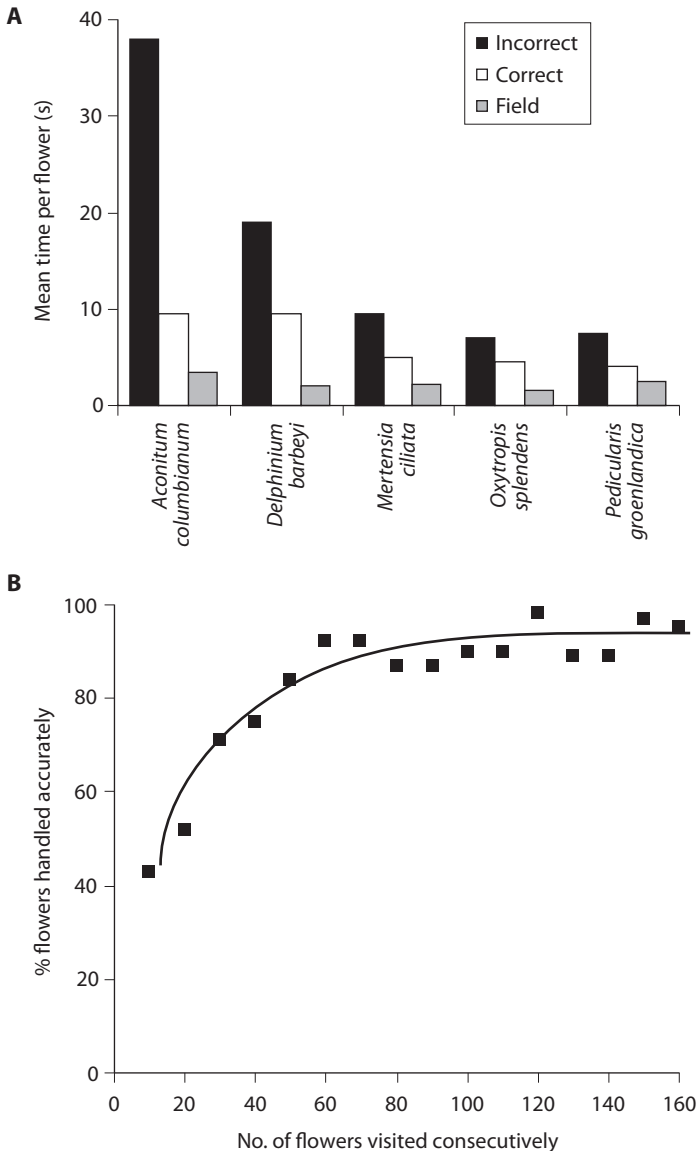 A
40
30
20
10
0
Mean time per flower (s)
Incorrect
Correct
Field
Aconitum
columbianum
Delphinium
barbeyi
Mertensia
ciliata
Oxytropis
splendens
Pedicularis
groenlandica
B
100
80
60
40
20
0
% flowers handled accurately
0 20 40 60 80 100 120 140 160
No. of flowers visited consecutively